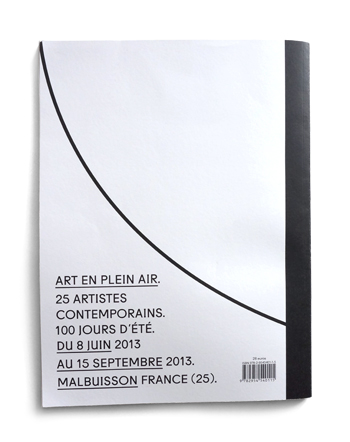 ART EN PLEIN AIR.
25 ARTISTES
CONTEMPORAINS.
100 JOURS D'ÉTÉ.
DU 8 JUIN 2013
AU 15 SEPTEMBRE 2013.
MALBUISSON FRANCE (25).